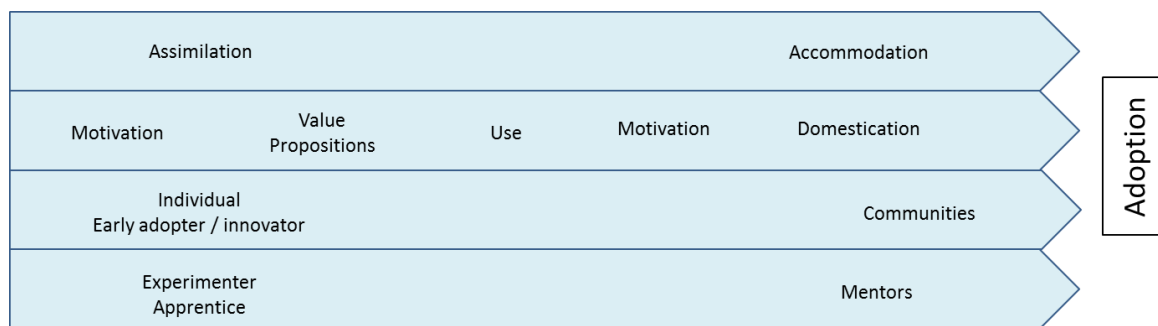 Assimilation Accommodation
Motivation Value Propositions Use Motivation Domestication
Individual
Early adopter / innovator
Communities
Experimenter
Apprentice
Mentors
Adoption